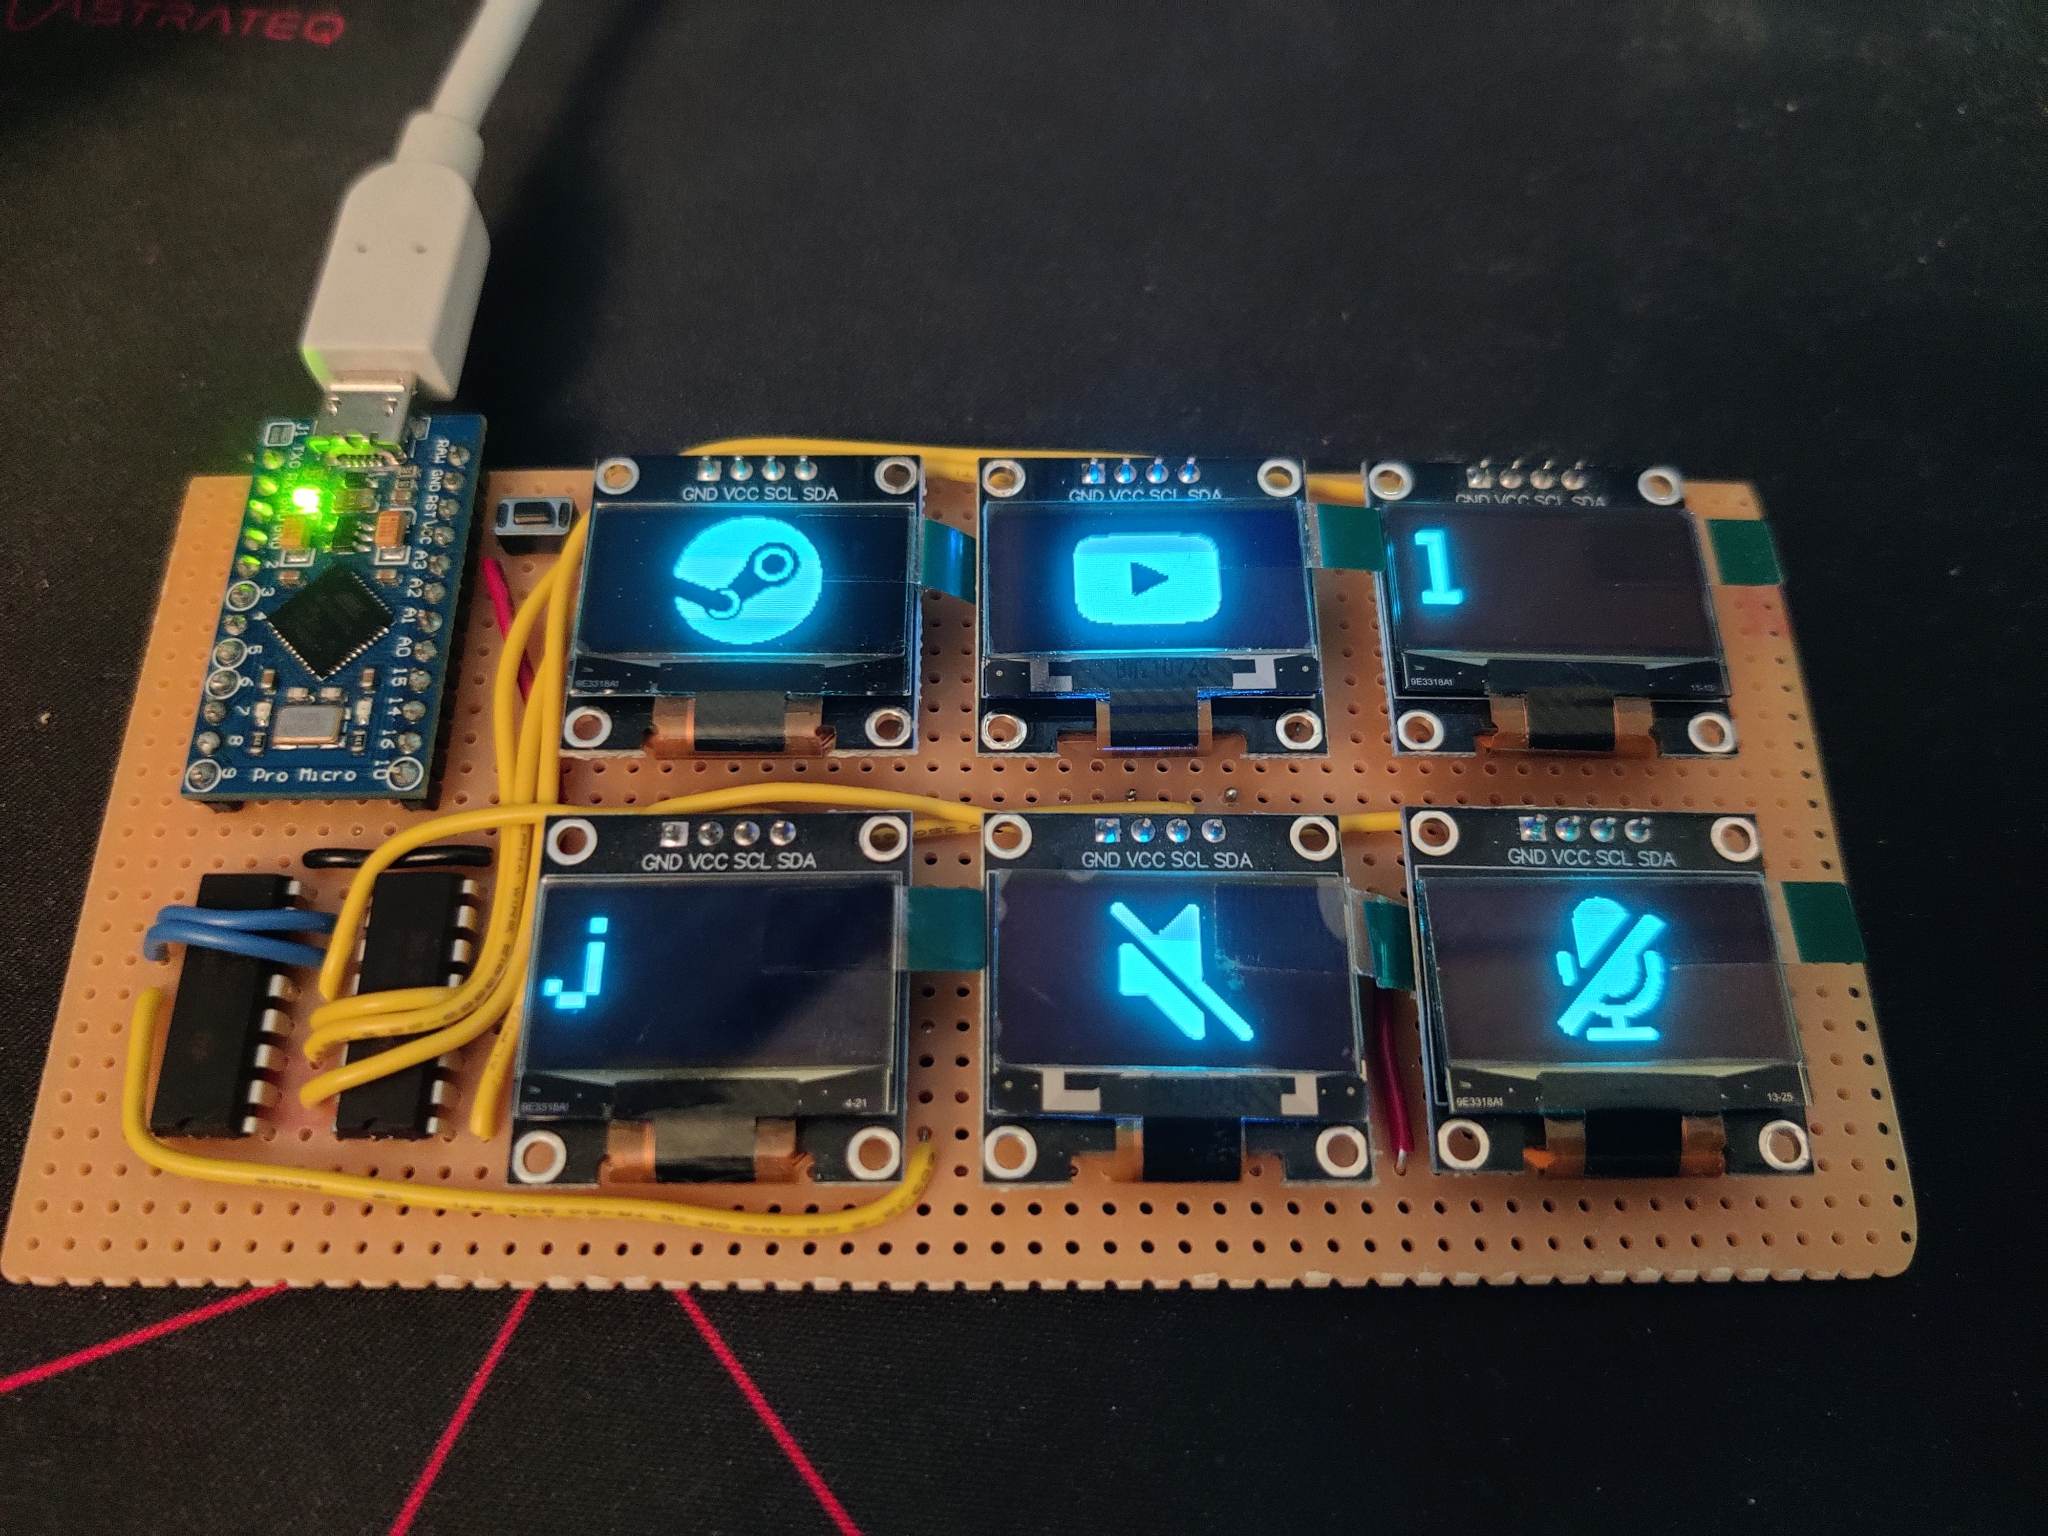 ASTRATEQ
J1
TXO
RAW
GND
RST
VCC
A3
A2
A1
A0
15
14
16
10
GND
2
3
4
5
6
7
8
9
Pro Micro
GND VCC SCL SDA
GND VCC SCL SDA
GND VCC SCL SDA
1
9E3318A1
9E3318A1
GND VCC SCL SDA
GND VCC SCL SDA
GND VCC SCL SDA
j
9E3318A1
4-21
9E3318A1
13-25